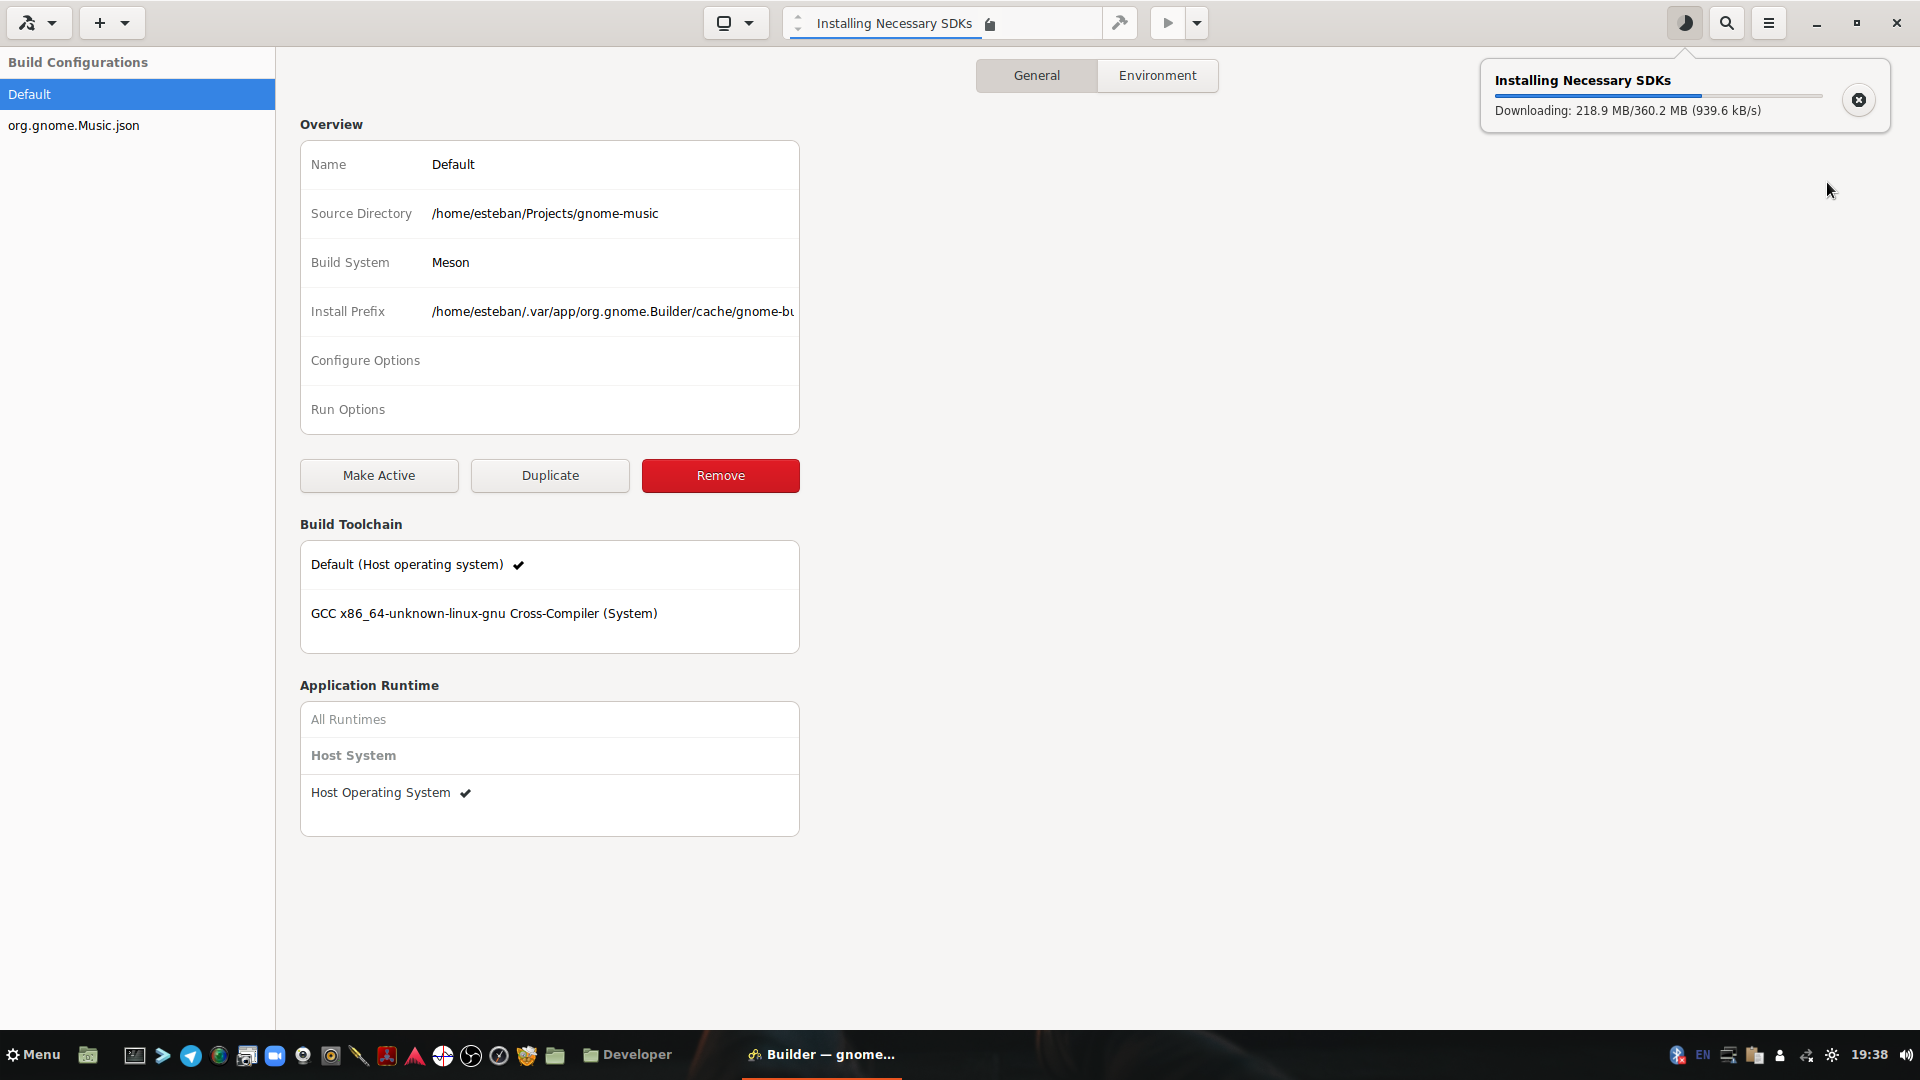 Installing Necessary SDKs
Build Configurations
Default
org.gnome.Music.json
General
Environment
Installing Necessary SDKs
Downloading: 218.9 MB/360.2 MB (939.6 kB/s)
Overview
Name Default
Source Directory /home/esteban/Projects/gnome-music
Build System Meson
Install Prefix /home/esteban/.var/app/org.gnome.Builder/cache/gnome-bu
Configure Options
Run Options
Make Active
Duplicate
Remove
Build Toolchain
Default (Host operating system)
GCC x86_64-unknown-linux-gnu Cross-Compiler (System)
Application Runtime
All Runtimes
Host System
Host Operating System
Menu
Developer
Builder — gnome...
EN
19:38